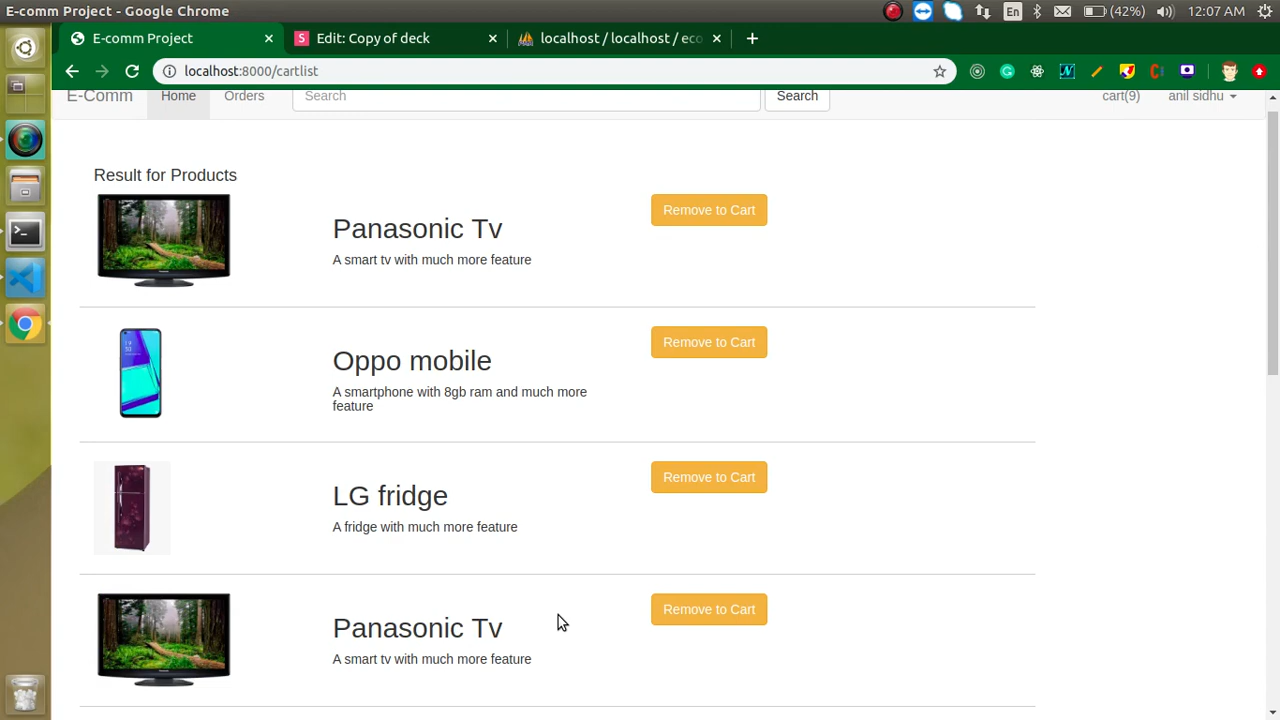 E-comm Project - Google Chrome
En
(42%)
12:07 AM
E-comm Project
S
Edit: Copy of deck
localhost / localhost / eco
localhost:8000/cartlist
E-Comm
Home
Orders
Search
Search
cart(9)
anil sidhu
Result for Products
Panasonic Tv
A smart tv with much more feature
Remove to Cart
Oppo mobile
A smartphone with 8gb ram and much more
feature
Remove to Cart
LG fridge
A fridge with much more feature
Remove to Cart
Panasonic Tv
A smart tv with much more feature
Remove to Cart